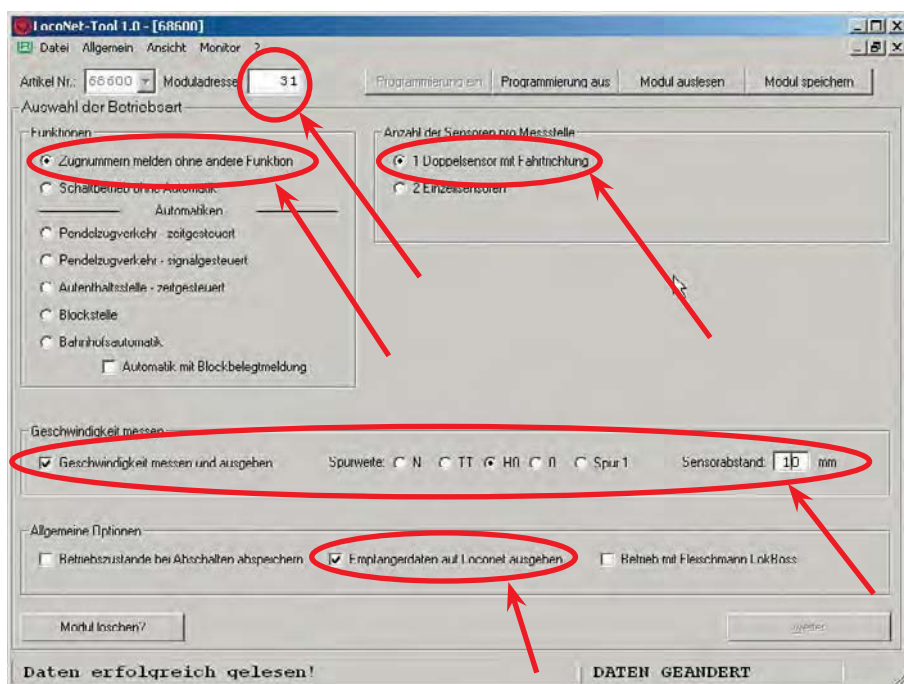 LocoNet-Tool 1.0 - [68600]
Datei Allgemein Ansicht Monitor ?
Artikel Nr.: 68600 Moduladresse 31 Programmierung ein Programmierung aus Modul auslesen Modul speichern
Auswahl der Betriebsart
Funktionen
Zugnummern melden ohne andere Funktion
Schaltbetrieb ohne Automatik
Automatiken
Pendelzugverkehr - zeitgesteuert
Pendelzugverkehr - signalgesteuert
Aufenthaltsstelle - zeitgesteuert
Blockstelle
Bahnhofsautomatik
Automatik mit Blockbelegtmeldung
Anzahl der Sensoren pro Messstelle
1 Doppelsensor mit Fahrtrichtung
2 Einzelsensoren
Geschwindigkeit messen
Geschwindigkeit messen und ausgeben Spurweite: N TT H0 0 Spur 1 Sensorabstand: 10 mm
Allgemeine Optionen
Betriebszustände bei Abschalten abspeichern Empfängerdaten auf Loconet ausgeben Betrieb mit Fleischmann LokBoss
Modul löschen? weiter
Daten erfolgreich gelesen! DATEN GEÄNDERT